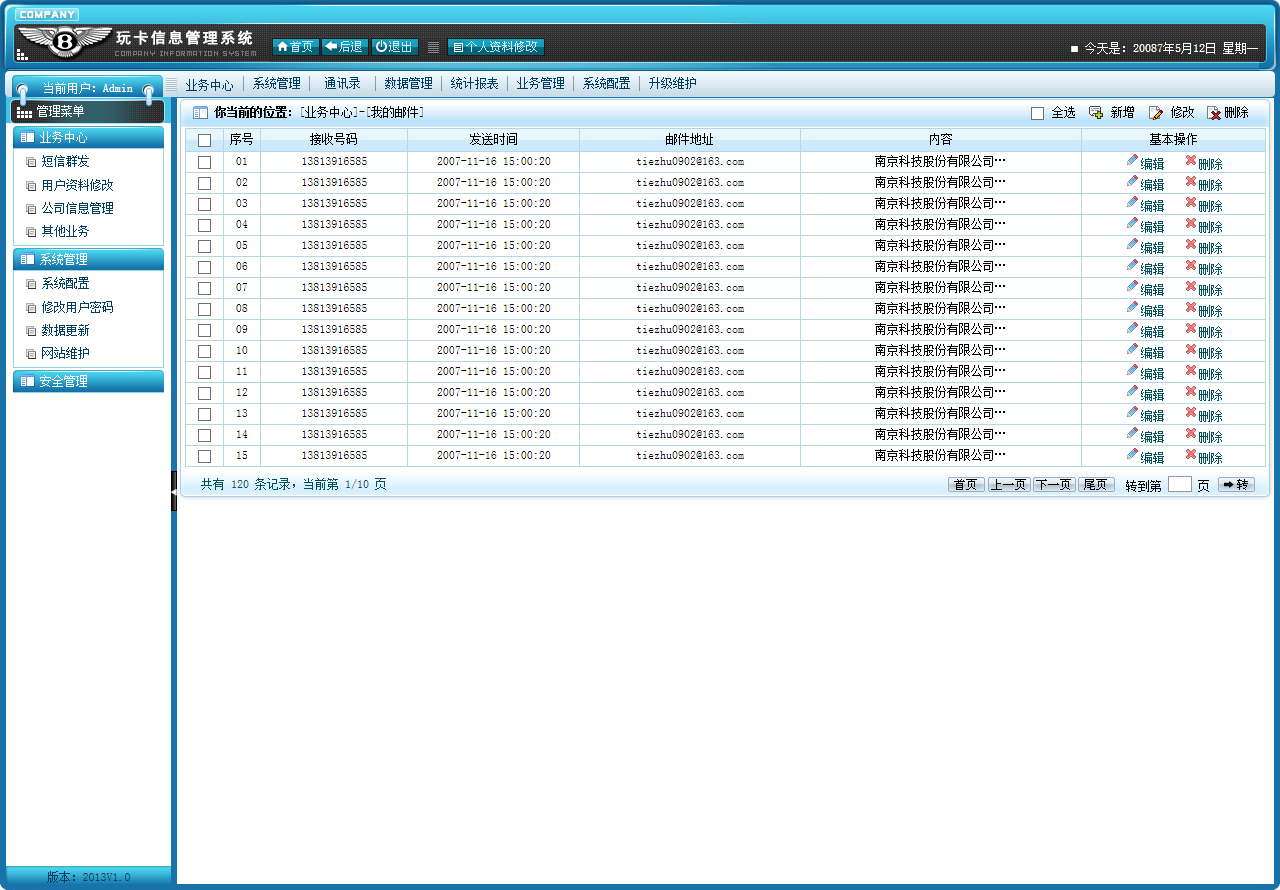 COMPANY
玩卡信息管理系统
COMPANY INFORMATION SYSTEM
首页 后退 退出 个人资料修改
■ 今天是：20087年5月12日 星期一
当前用户：Admin
业务中心 系统管理 通讯录 数据管理 统计报表 业务管理 系统配置 升级维护
管理菜单
业务中心
短信群发
用户资料修改
公司信息管理
其他业务
系统管理
系统配置
修改用户密码
数据更新
网站维护
安全管理
版本：2013V1.0
你当前的位置：[业务中心]-[我的邮件]
全选 新增 修改 删除
序号 接收号码 发送时间 邮件地址 内容 基本操作
01 13813916585 2007-11-16 15:00:20 tiezhu0902@163.com 南京科技股份有限公司… 编辑 删除
02 13813916585 2007-11-16 15:00:20 tiezhu0902@163.com 南京科技股份有限公司… 编辑 删除
03 13813916585 2007-11-16 15:00:20 tiezhu0902@163.com 南京科技股份有限公司… 编辑 删除
04 13813916585 2007-11-16 15:00:20 tiezhu0902@163.com 南京科技股份有限公司… 编辑 删除
05 13813916585 2007-11-16 15:00:20 tiezhu0902@163.com 南京科技股份有限公司… 编辑 删除
06 13813916585 2007-11-16 15:00:20 tiezhu0902@163.com 南京科技股份有限公司… 编辑 删除
07 13813916585 2007-11-16 15:00:20 tiezhu0902@163.com 南京科技股份有限公司… 编辑 删除
08 13813916585 2007-11-16 15:00:20 tiezhu0902@163.com 南京科技股份有限公司… 编辑 删除
09 13813916585 2007-11-16 15:00:20 tiezhu0902@163.com 南京科技股份有限公司… 编辑 删除
10 13813916585 2007-11-16 15:00:20 tiezhu0902@163.com 南京科技股份有限公司… 编辑 删除
11 13813916585 2007-11-16 15:00:20 tiezhu0902@163.com 南京科技股份有限公司… 编辑 删除
12 13813916585 2007-11-16 15:00:20 tiezhu0902@163.com 南京科技股份有限公司… 编辑 删除
13 13813916585 2007-11-16 15:00:20 tiezhu0902@163.com 南京科技股份有限公司… 编辑 删除
14 13813916585 2007-11-16 15:00:20 tiezhu0902@163.com 南京科技股份有限公司… 编辑 删除
15 13813916585 2007-11-16 15:00:20 tiezhu0902@163.com 南京科技股份有限公司… 编辑 删除
共有 120 条记录，当前第 1/10 页
首页 上一页 下一页 尾页 转到第 页 转